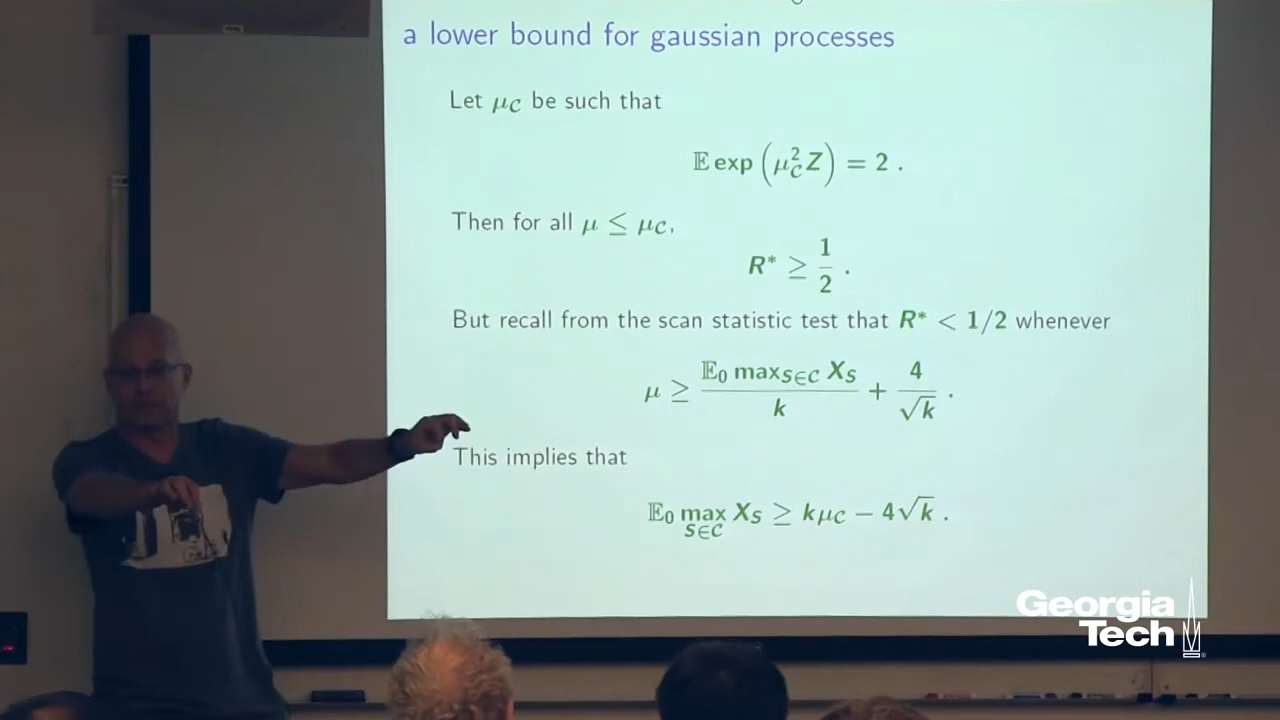 a lower bound for gaussian processes
Let μ_C be such that
𝔼 exp (μ_C^2 Z) = 2 .
Then for all μ ≤ μ_C,
R* ≥ 1/2 .
But recall from the scan statistic test that R* < 1/2 whenever
μ ≥ 𝔼_0 max_{S∈C} X_S / k + 4 / √k .
This implies that
𝔼_0 max_{S∈C} X_S ≥ kμ_C − 4√k .
Georgia
Tech